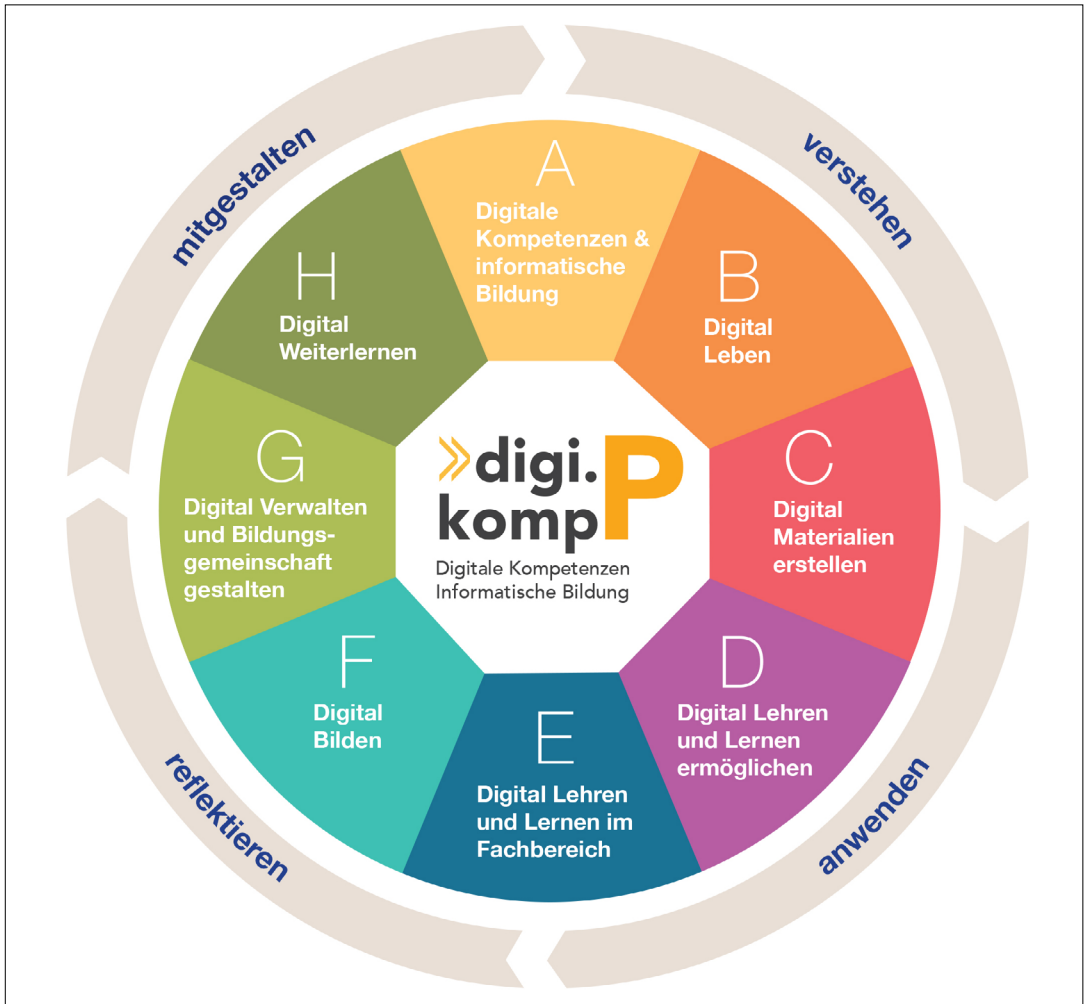 mitgestalten
verstehen
A
Digitale
Kompetenzen &
informatische
Bildung
B
Digital
Leben
C
Digital
Materialien
erstellen
D
Digital Lehren
und Lernen
ermöglichen
E
Digital Lehren
und Lernen im
Fachbereich
F
Digital
Bilden
G
Digital Verwalten
und Bildungs-
gemeinschaft
gestalten
H
Digital
Weiterlernen
»digi.
kompP
Digitale Kompetenzen
Informatische Bildung
anwenden
reflektieren